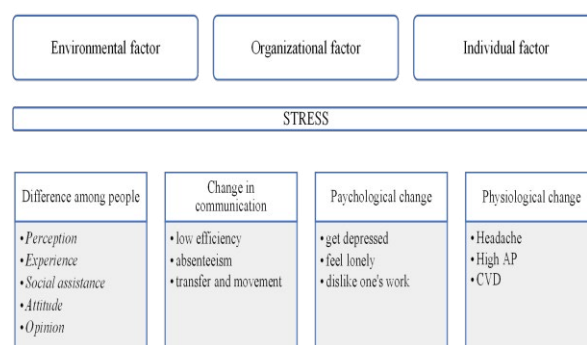 Environmental factor
Organizational factor
Individual factor
STRESS
Difference among people
•Perception
•Experience
•Social assistance
•Attitude
•Opinion
Change in
communication
•low efficiency
•absenteeism
•transfer and movement
Paychological change
•get depressed
•feel lonely
•dislike one's work
Physiological change
•Headache
•High AP
•CVD